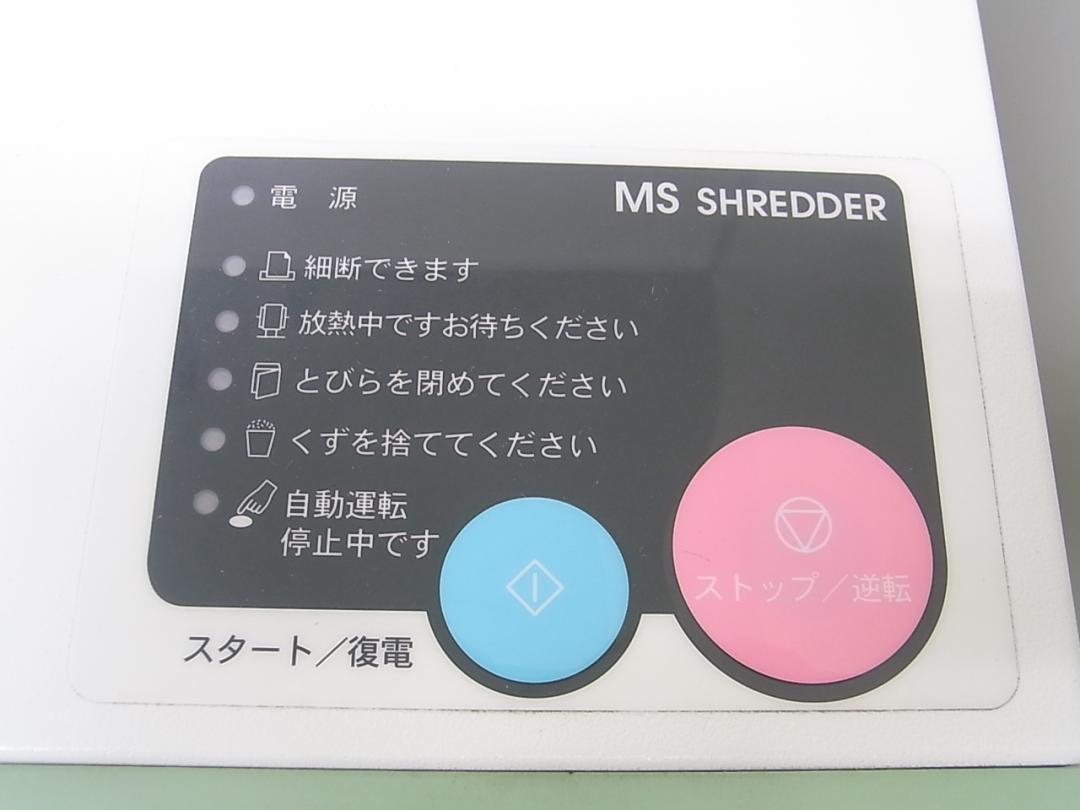 電 源
MS SHREDDER
細断できます
放熱中ですお待ちください
とびらを閉めてください
くずを捨ててください
自動運転
停止中です
スタート／復電
ストップ／逆転